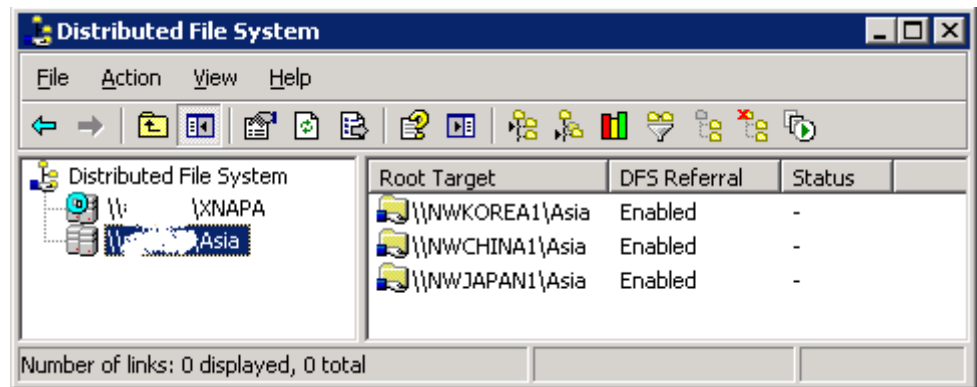 Distributed File System
File Action View Help
Distributed File System
\\ \XNAPA
\\ \Asia
Root Target DFS Referral Status
\\NWKOREA1\Asia Enabled -
\\NWCHINA1\Asia Enabled -
\\NWJAPAN1\Asia Enabled -
Number of links: 0 displayed, 0 total